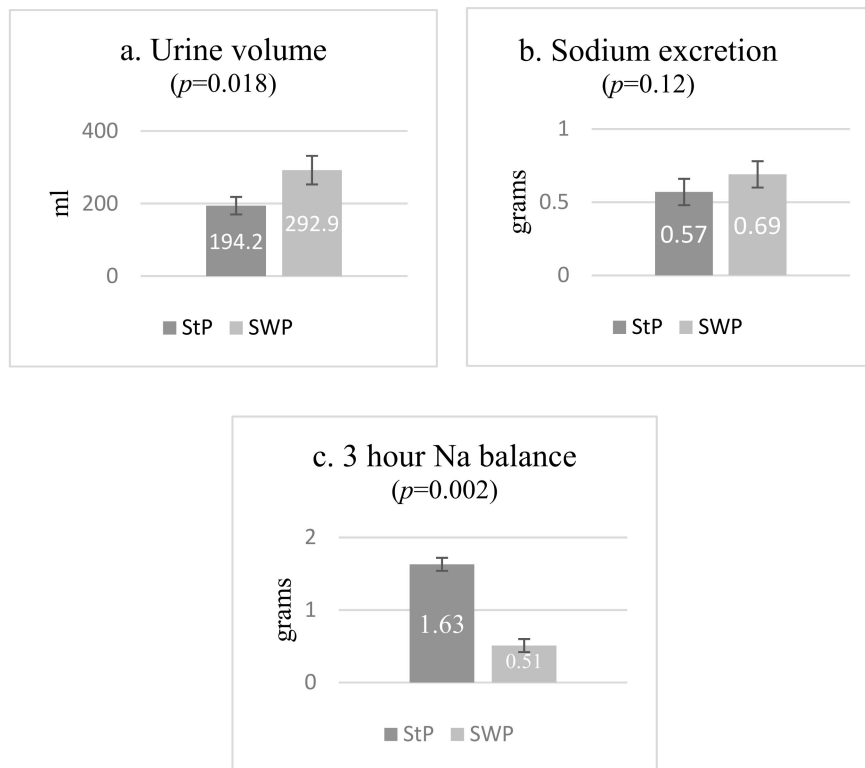 a. Urine volume
(p=0.018)
400
200
0
ml
194.2
292.9
StP SWP
b. Sodium excretion
(p=0.12)
1
0.5
0
grams
0.57
0.69
StP SWP
c. 3 hour Na balance
(p=0.002)
2
1
0
grams
1.63
0.51
StP SWP